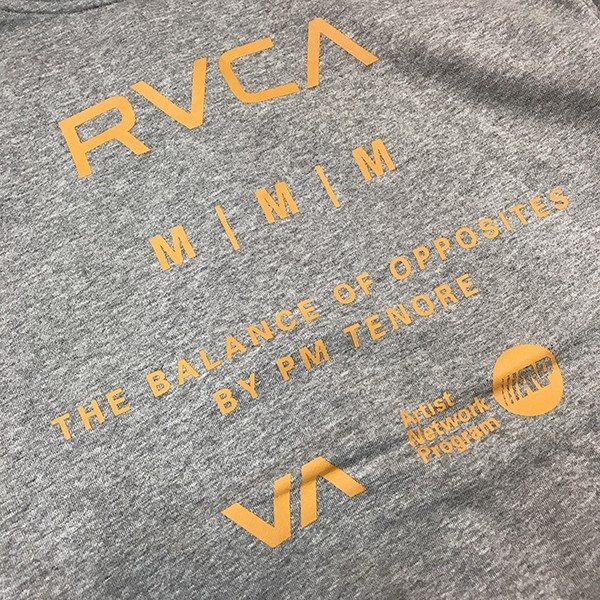 RVCA
M | M | M
THE BALANCE OF OPPOSITES
BY PM TENORE
Artist
Network
Program
ANP
VA